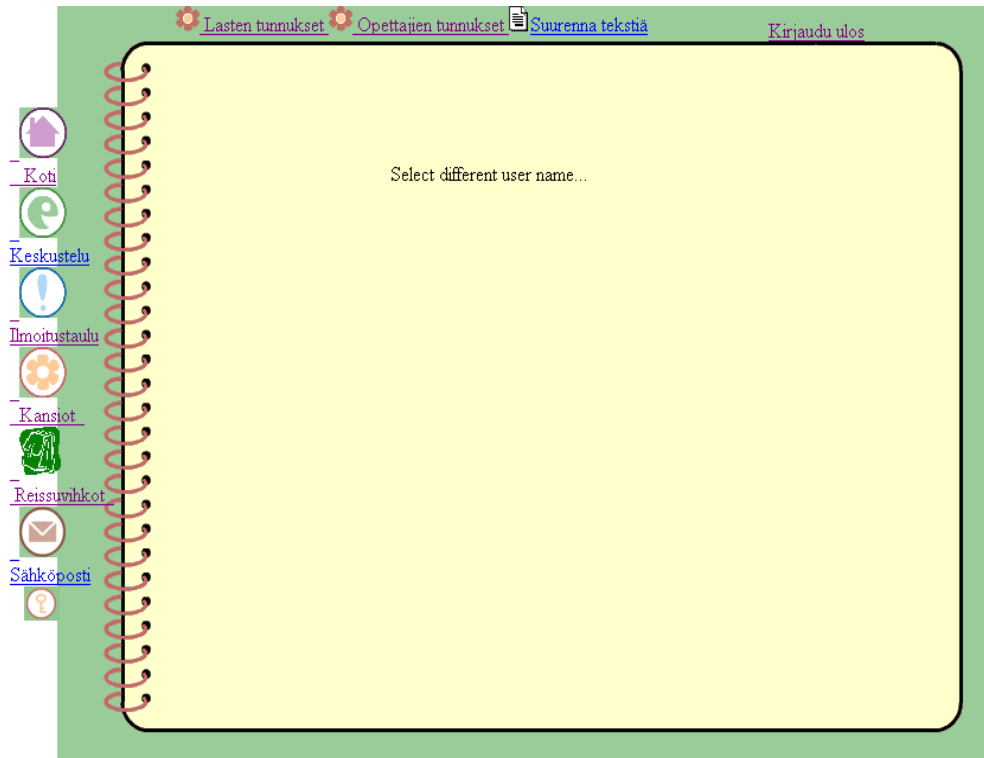 Lasten tunnukset Opettajien tunnukset Suurenna tekstiä
Kirjaudu ulos
Koti
Select different user name...
Keskustelu
Ilmoitustaulu
Kansiot
Reissuvihkot
Sähköposti